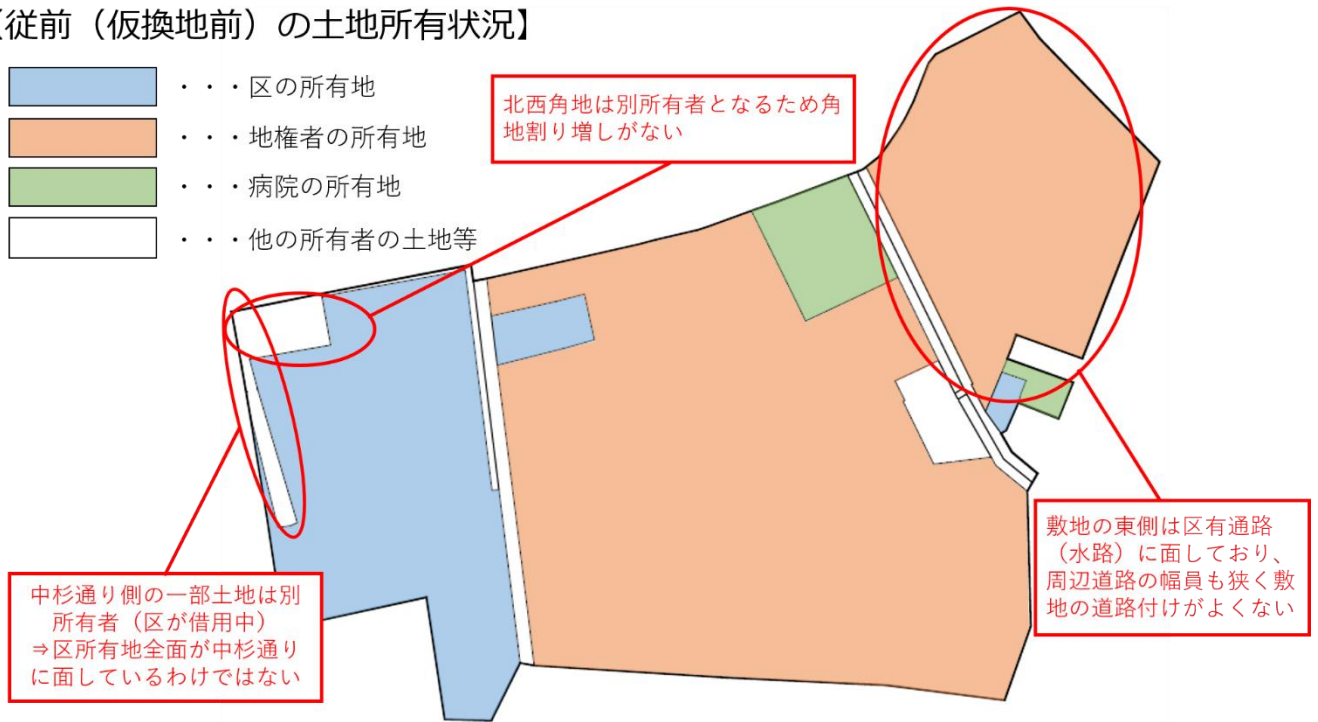 【従前（仮換地前）の土地所有状況】
・・・区の所有地
・・・地権者の所有地
・・・病院の所有地
・・・他の所有者の土地等
北西角地は別所有者となるため角
地割り増しがない
中杉通り側の一部土地は別
所有者（区が借用中）
⇒区所有地全面が中杉通り
に面しているわけではない
敷地の東側は区有通路
（水路）に面しており、
周辺道路の幅員も狭く敷
地の道路付けがよくない